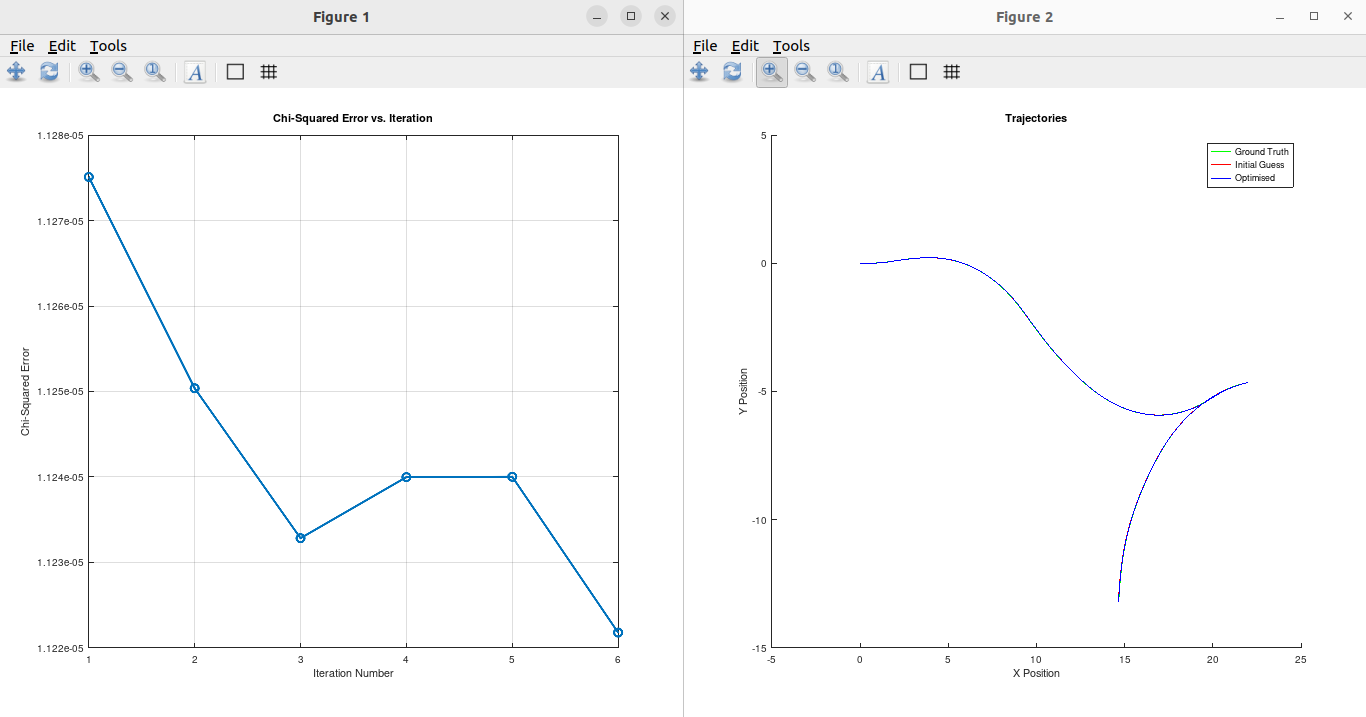 Figure 1
File Edit Tools
A
Chi-Squared Error vs. Iteration
1.128e-05
1.127e-05
1.126e-05
1.125e-05
1.124e-05
1.123e-05
1.122e-05
Chi-Squared Error
1 2 3 4 5 6
Iteration Number
Figure 2
File Edit Tools
A
Trajectories
Ground Truth
Initial Guess
Optimised
5
0
-5
-10
-15
Y Position
-5 0 5 10 15 20 25
X Position